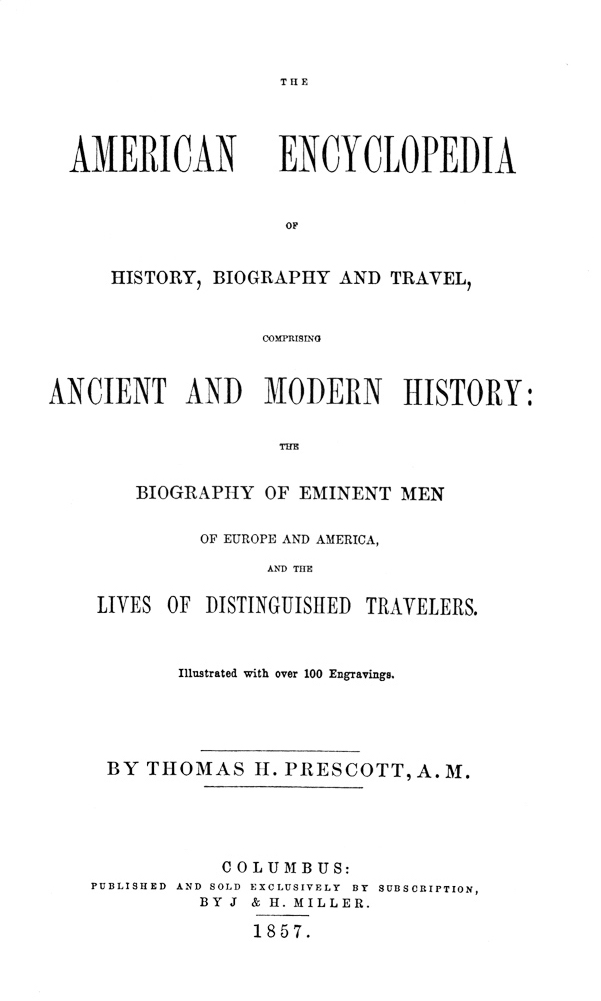 THE
AMERICAN ENCYCLOPEDIA
OF
HISTORY, BIOGRAPHY AND TRAVEL,
COMPRISING
ANCIENT AND MODERN HISTORY:
THE
BIOGRAPHY OF EMINENT MEN
OF EUROPE AND AMERICA,
AND THE
LIVES OF DISTINGUISHED TRAVELERS.
Illustrated with over 100 Engravings.
BY THOMAS H. PRESCOTT, A. M.
COLUMBUS:
PUBLISHED AND SOLD EXCLUSIVELY BY SUBSCRIPTION,
BY J & H. MILLER.
1857.